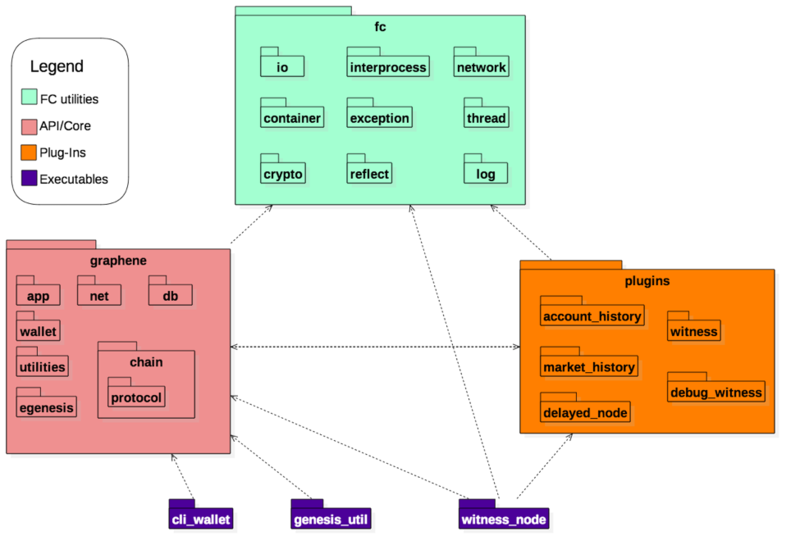 Legend
FC utilities
API/Core
Plug-Ins
Executables
fc
io
interprocess
network
container
exception
thread
crypto
reflect
log
graphene
app
net
db
wallet
utilities
chain
protocol
egenesis
plugins
account_history
witness
market_history
debug_witness
delayed_node
cli_wallet
genesis_util
witness_node